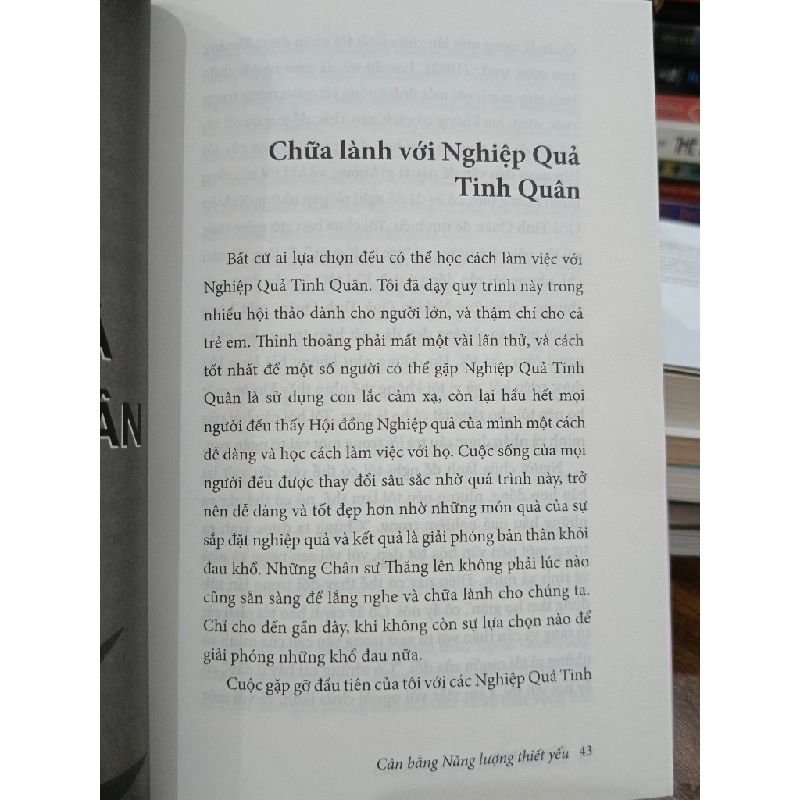 Chữa lành với Nghiệp Quả
Tinh Quân
Bất cứ ai lựa chọn đều có thể học cách làm việc với
Nghiệp Quả Tinh Quân. Tôi đã dạy quy trình này trong
nhiều hội thảo dành cho người lớn, và thậm chí cho cả
trẻ em. Thỉnh thoảng phải mất một vài lần thử, và cách
tốt nhất để một số người có thể gặp Nghiệp Quả Tinh
Quân là sử dụng con lắc cảm xạ, còn lại hầu hết mọi
người đều thấy Hội đồng Nghiệp quả của mình một cách
dễ dàng và học cách làm việc với họ. Cuộc sống của mọi
người đều được thay đổi sâu sắc nhờ quá trình này, trở
nên dễ dàng và tốt đẹp hơn nhờ những món quà của sự
sắp đặt nghiệp quả và kết quả là giải phóng bản thân khỏi
đau khổ. Những Chân sư Thăng lên không phải lúc nào
cũng sẵn sàng để lắng nghe và chữa lành cho chúng ta.
Chỉ cho đến gần đây, khi không còn sự lựa chọn nào để
giải phóng những khổ đau nữa.
Cuộc gặp gỡ đầu tiên của tôi với các Nghiệp Quả Tinh
Cân bằng Năng lượng thiết yếu 43
ÂN